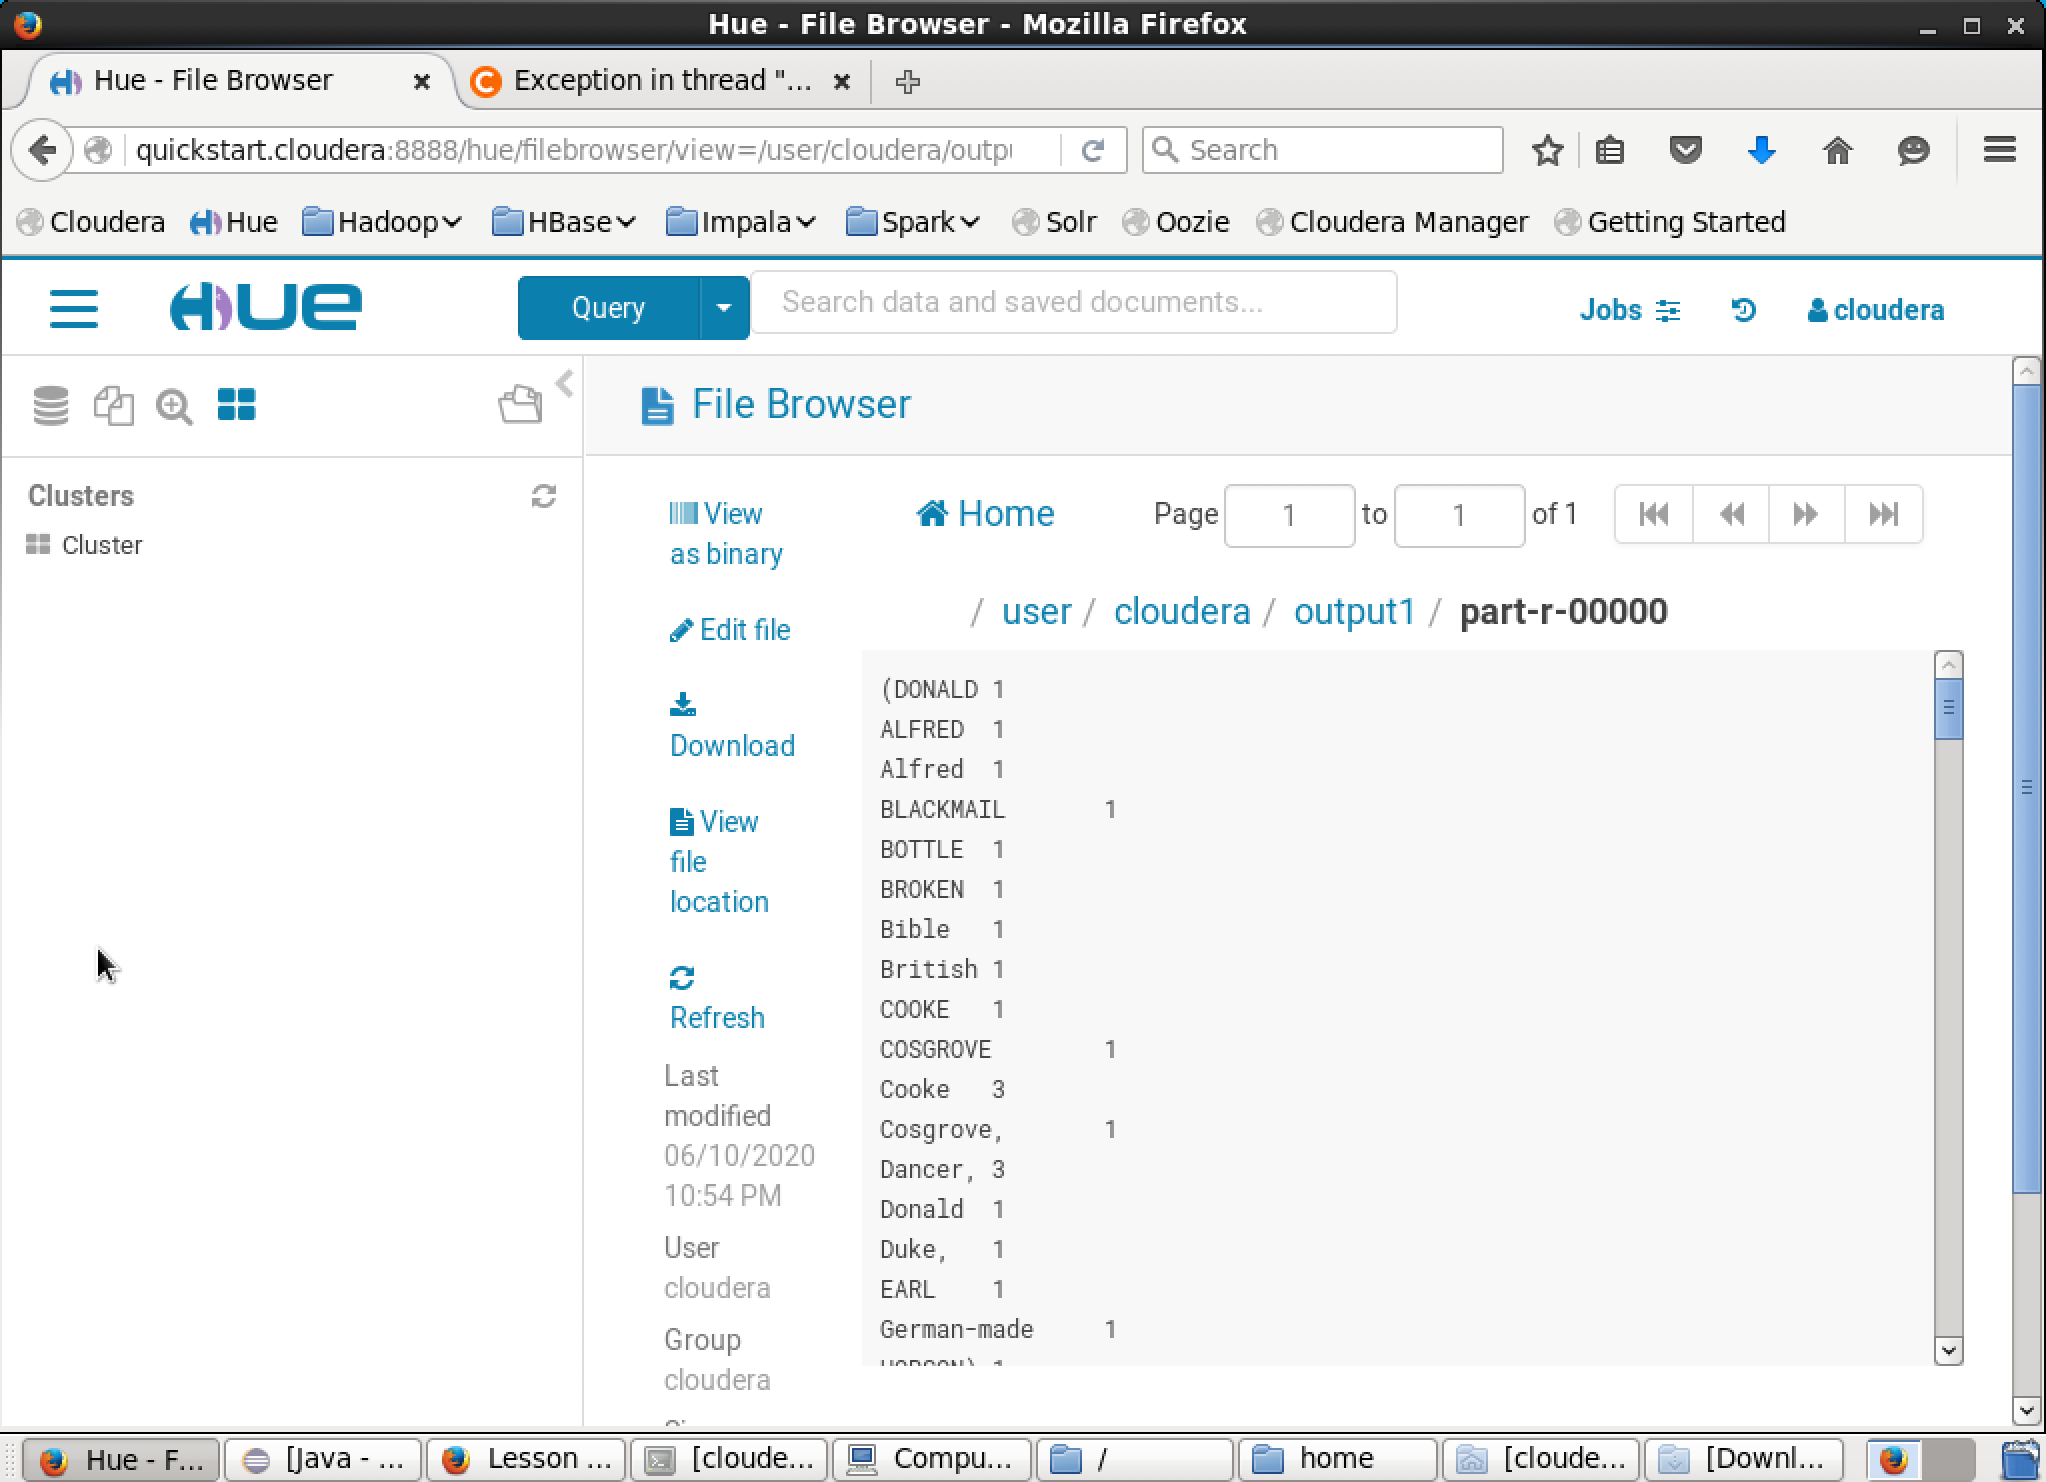 Hue - File Browser - Mozilla Firefox
Hue - File Browser
Exception in thread "...
quickstart.cloudera:8888/hue/filebrowser/view=/user/cloudera/outpu
Search
Cloudera Hue Hadoop HBase Impala Spark Solr Oozie Cloudera Manager Getting Started
HUE Query Search data and saved documents... Jobs cloudera
File Browser
Clusters
Cluster
View
as binary
Edit file
Download
View
file
location
Refresh
Last
modified
06/10/2020
10:54 PM
User
cloudera
Group
cloudera
Home Page 1 to 1 of 1
/ user / cloudera / output1 / part-r-00000
(DONALD 1
ALFRED 1
Alfred 1
BLACKMAIL 1
BOTTLE 1
BROKEN 1
Bible 1
British 1
COOKE 1
COSGROVE 1
Cooke 3
Cosgrove, 1
Dancer, 3
Donald 1
Duke, 1
EARL 1
German-made 1
Hue - F... [Java - ... Lesson ... [cloude... Compu... / home [cloude... [Downl...